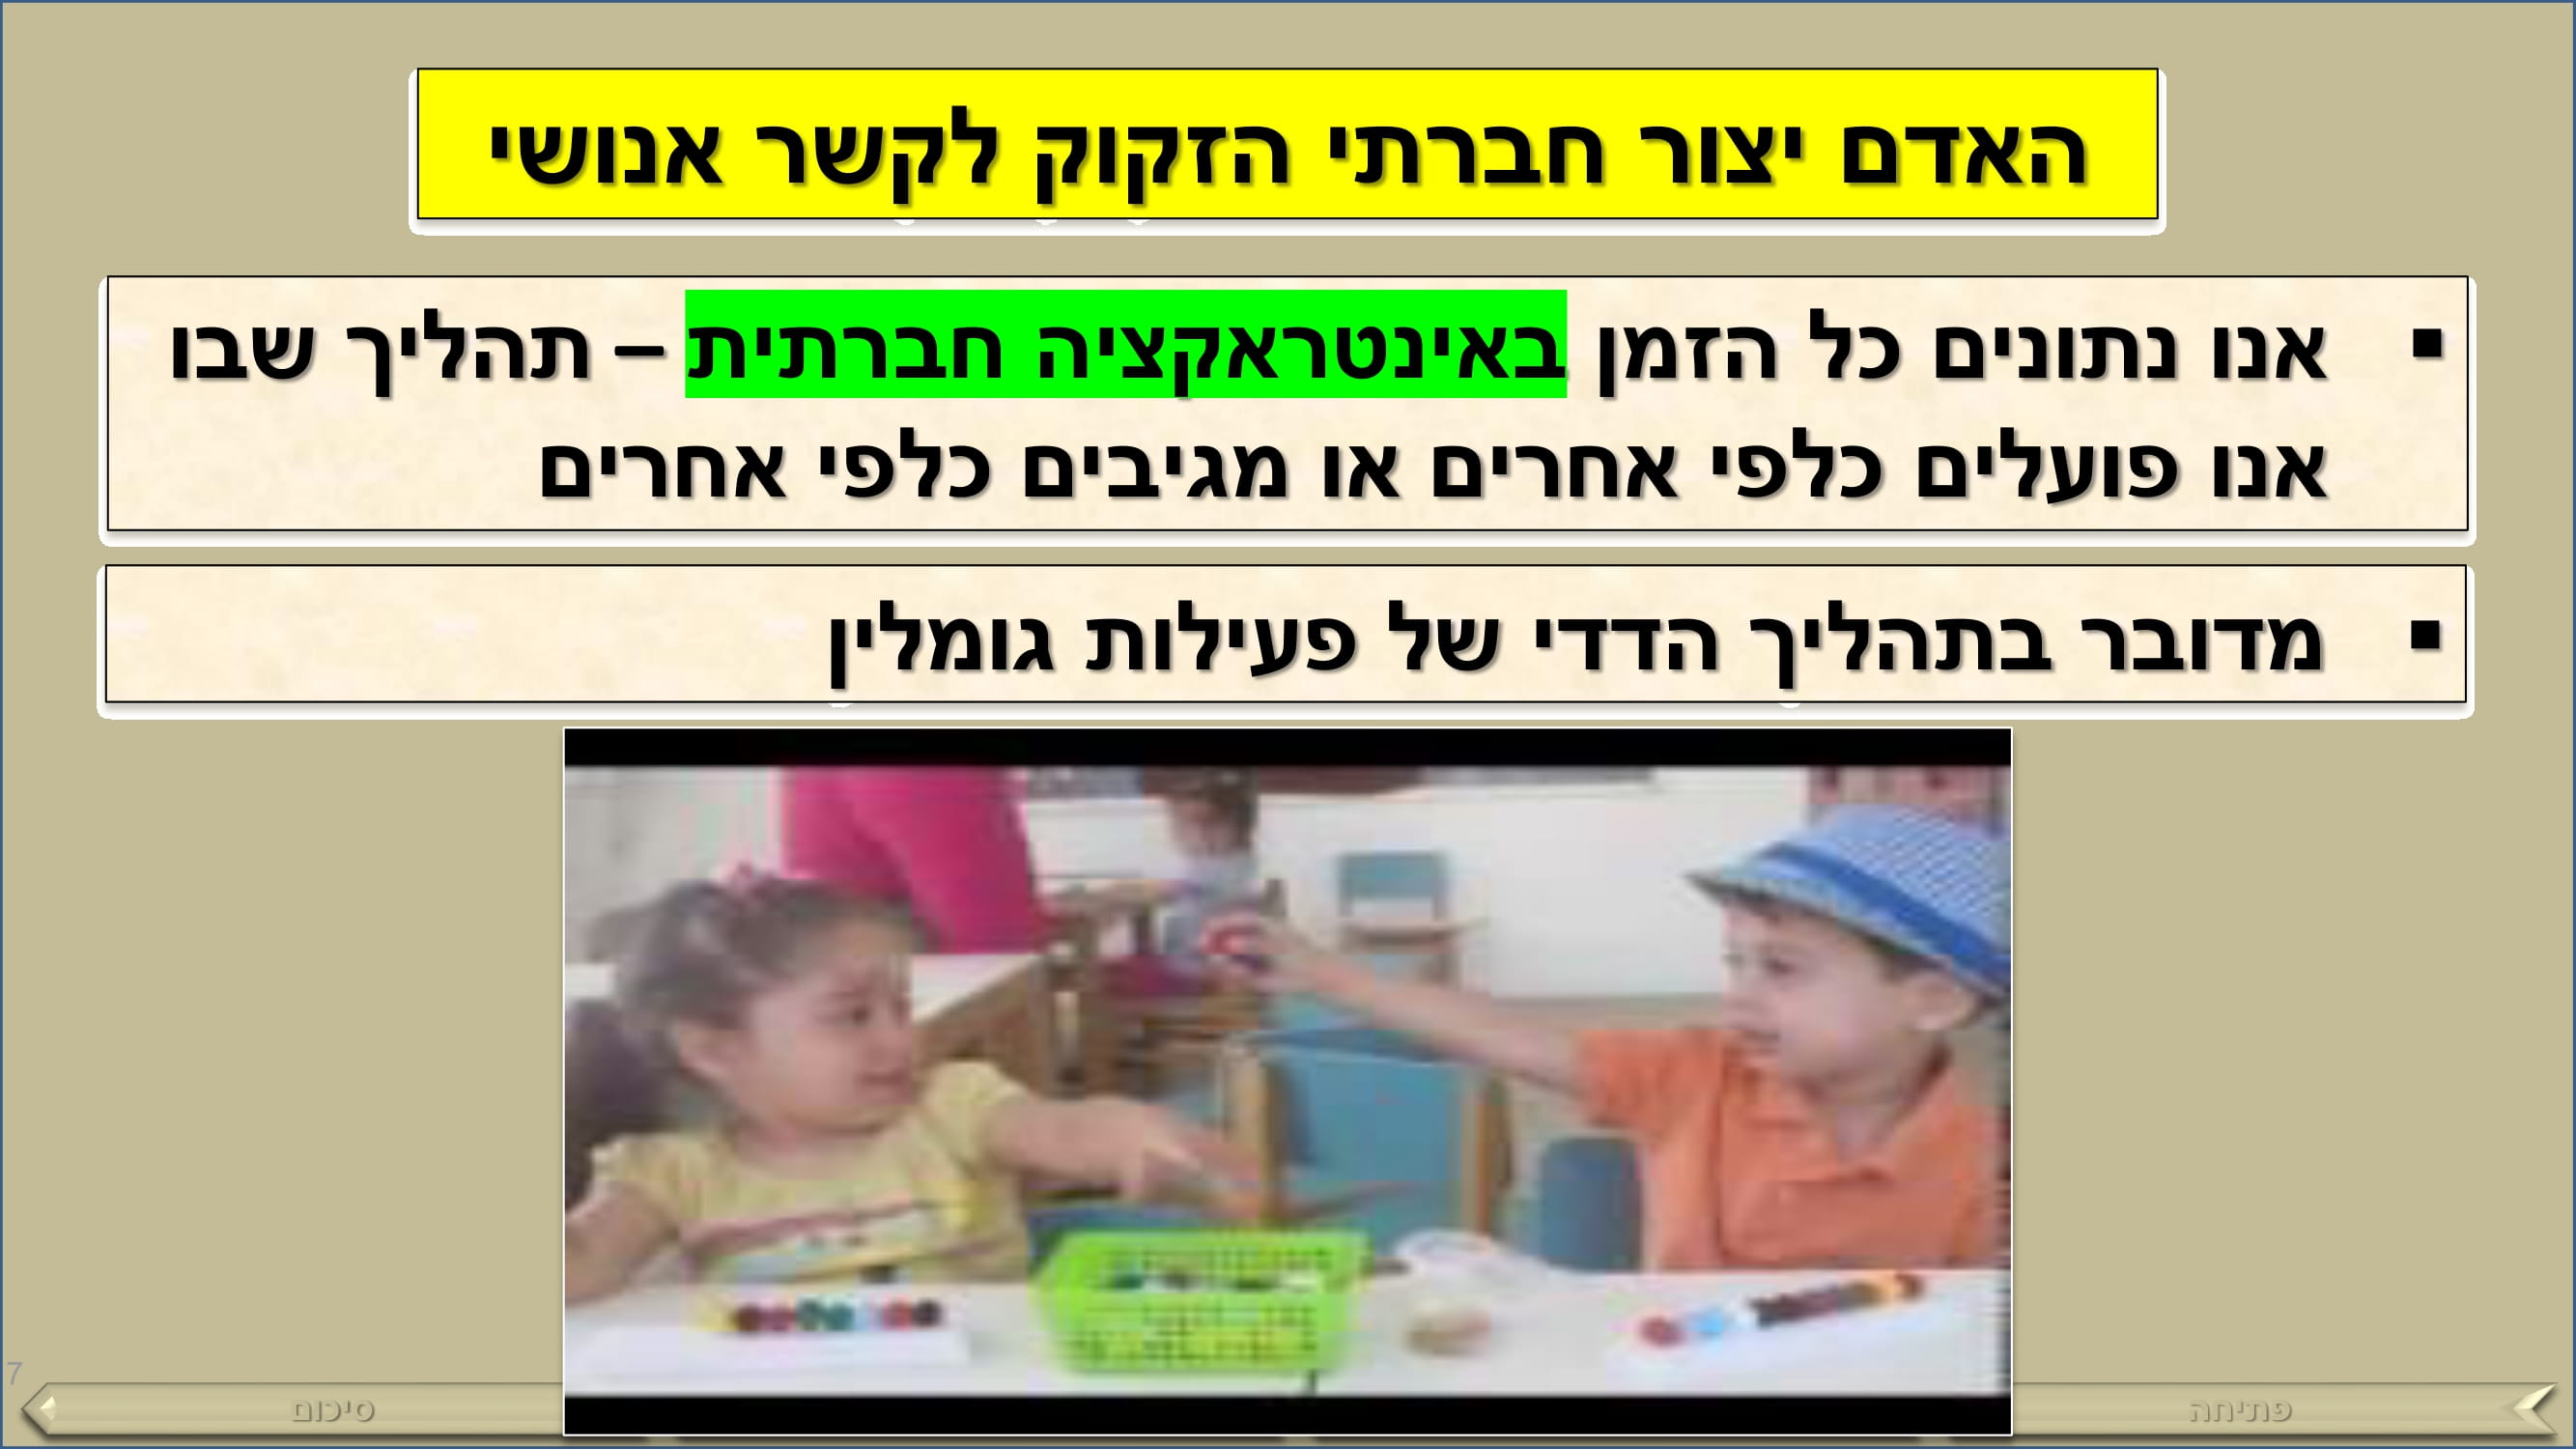 האדם יצור חברתי הזקוק לקשר אנושי
▪ אנו נתונים כל הזמן באינטראקציה חברתית – תהליך שבו
אנו פועלים כלפי אחרים או מגיבים כלפי אחרים
▪ מדובר בתהליך הדדי של פעילות גומלין
7
פתיחה
סיכום